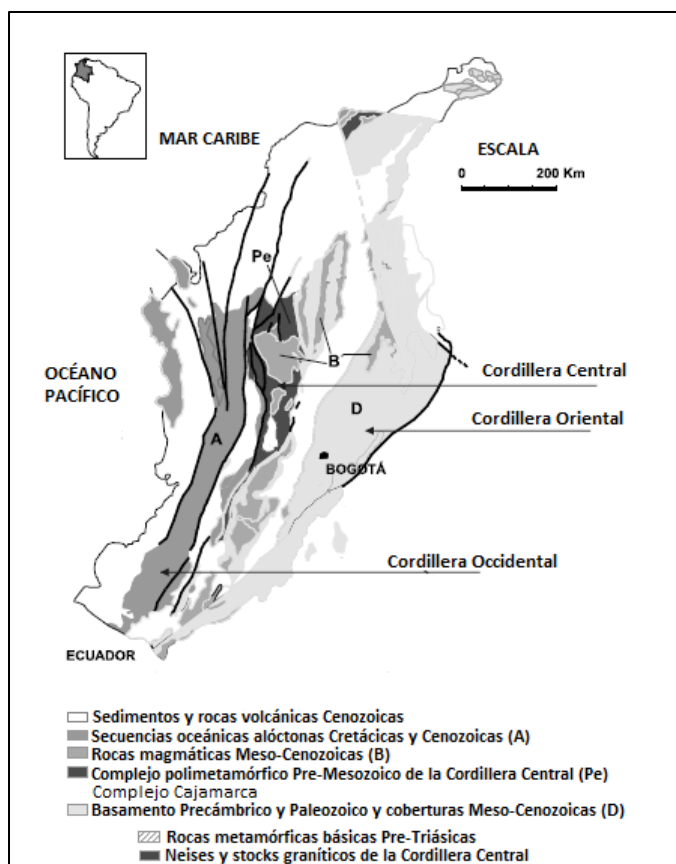 MAR CARIBE
ESCALA
0 200 Km
Pe
OCÉANO
PACÍFICO
B
Cordillera Central
D
Cordillera Oriental
A
BOGOTÁ
Cordillera Occidental
ECUADOR
Sedimentos y rocas volcánicas Cenozoicas
Secuencias oceánicas alóctonas Cretácicas y Cenozoicas (A)
Rocas magmáticas Meso-Cenozoicas (B)
Complejo polimetamórfico Pre-Mesozoico de la Cordillera Central (Pe)
Complejo Cajamarca
Basamento Precámbrico y Paleozoico y coberturas Meso-Cenozoicas (D)
Rocas metamórficas básicas Pre-Triásicas
Neises y stocks graníticos de la Cordillera Central